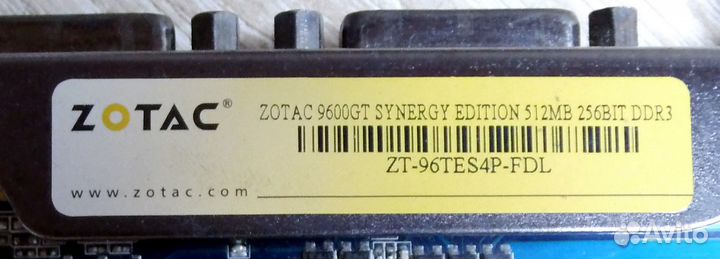 ZOTAC®
ZOTAC 9600GT SYNERGY EDITION 512MB 256BIT DDR3
ZT-96TES4P-FDL
www.zotac.com
Avito